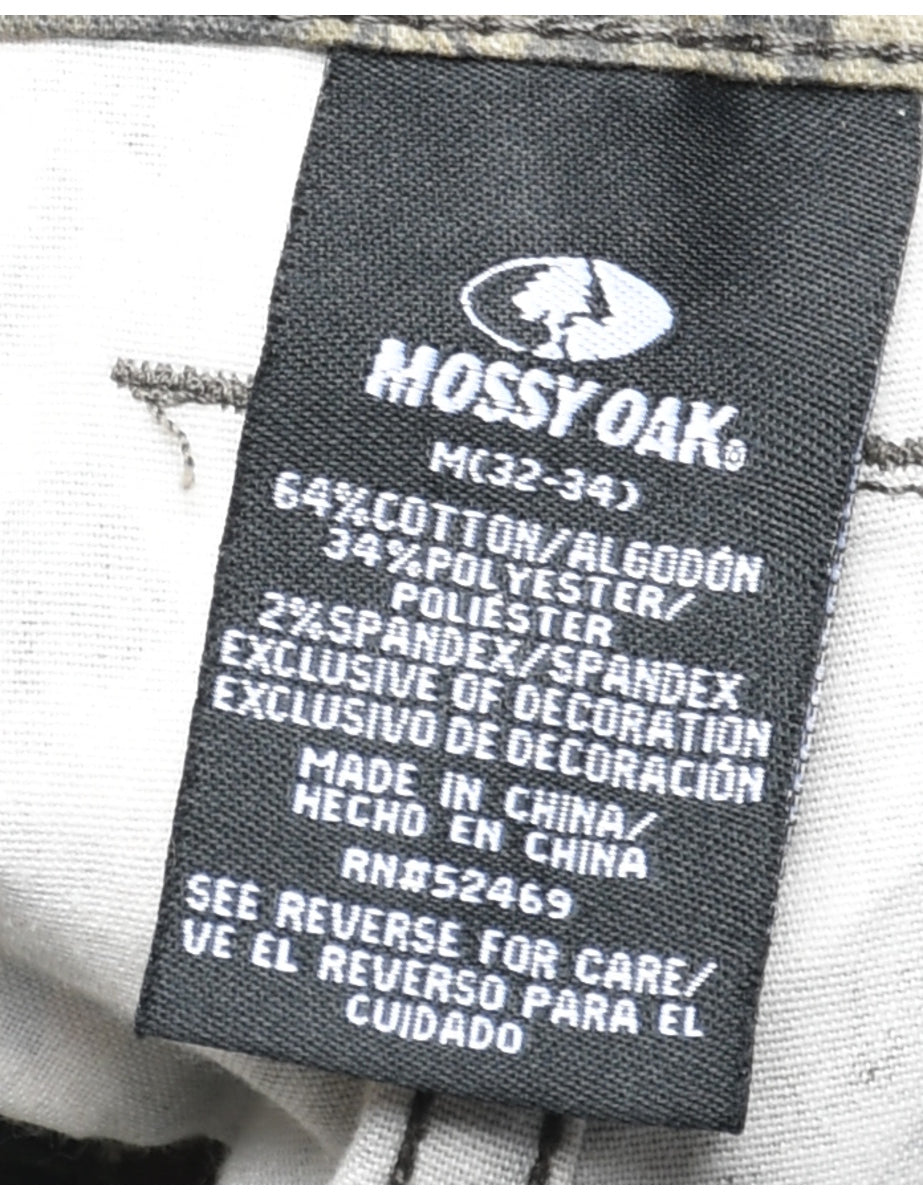 MOSSY OAK®
M(32-34)
64%COTTON/ALGODÓN
34%POLYESTER/
POLIÉSTER
2%SPANDEX/SPANDEX
EXCLUSIVE OF DECORATION
EXCLUSIVO DE DECORACIÓN
MADE IN CHINA/
HECHO EN CHINA
RN#52469
SEE REVERSE FOR CARE/
VE EL REVERSO PARA EL
CUIDADO